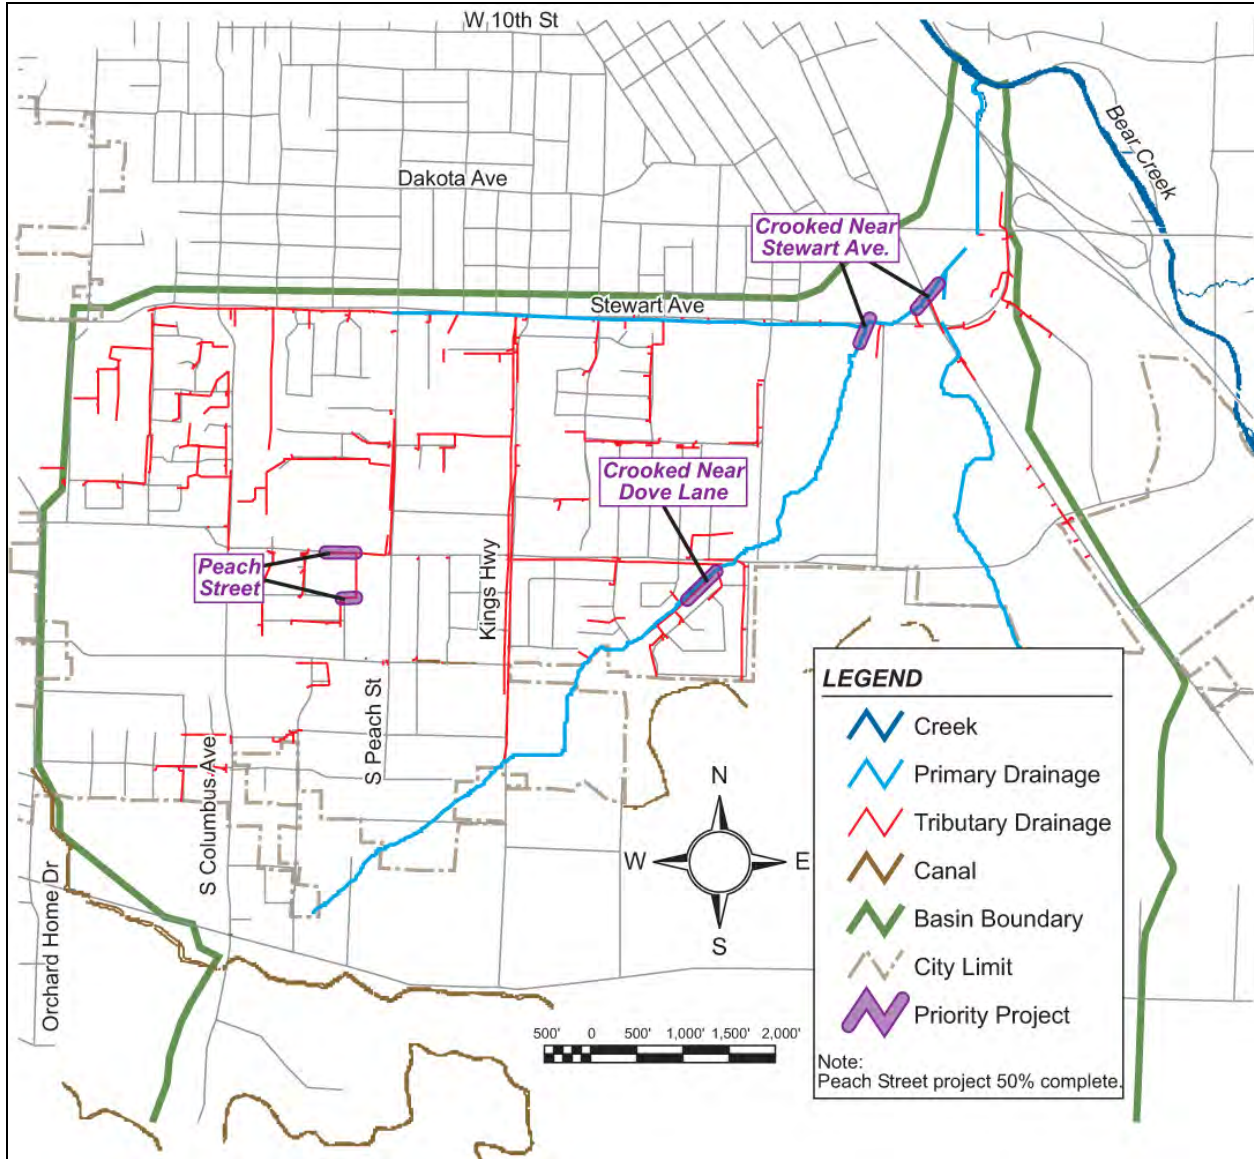 W 10th St
Bear Creek
Dakota Ave
Crooked Near
Stewart Ave.
Stewart Ave
Crooked Near
Dove Lane
Peach
Street
Kings Hwy
S Peach St
S Columbus Ave
Orchard Home Dr
N
W
E
S
500' 0 500' 1,000' 1,500' 2,000'
LEGEND
Creek
Primary Drainage
Tributary Drainage
Canal
Basin Boundary
City Limit
Priority Project
Note:
Peach Street project 50% complete.